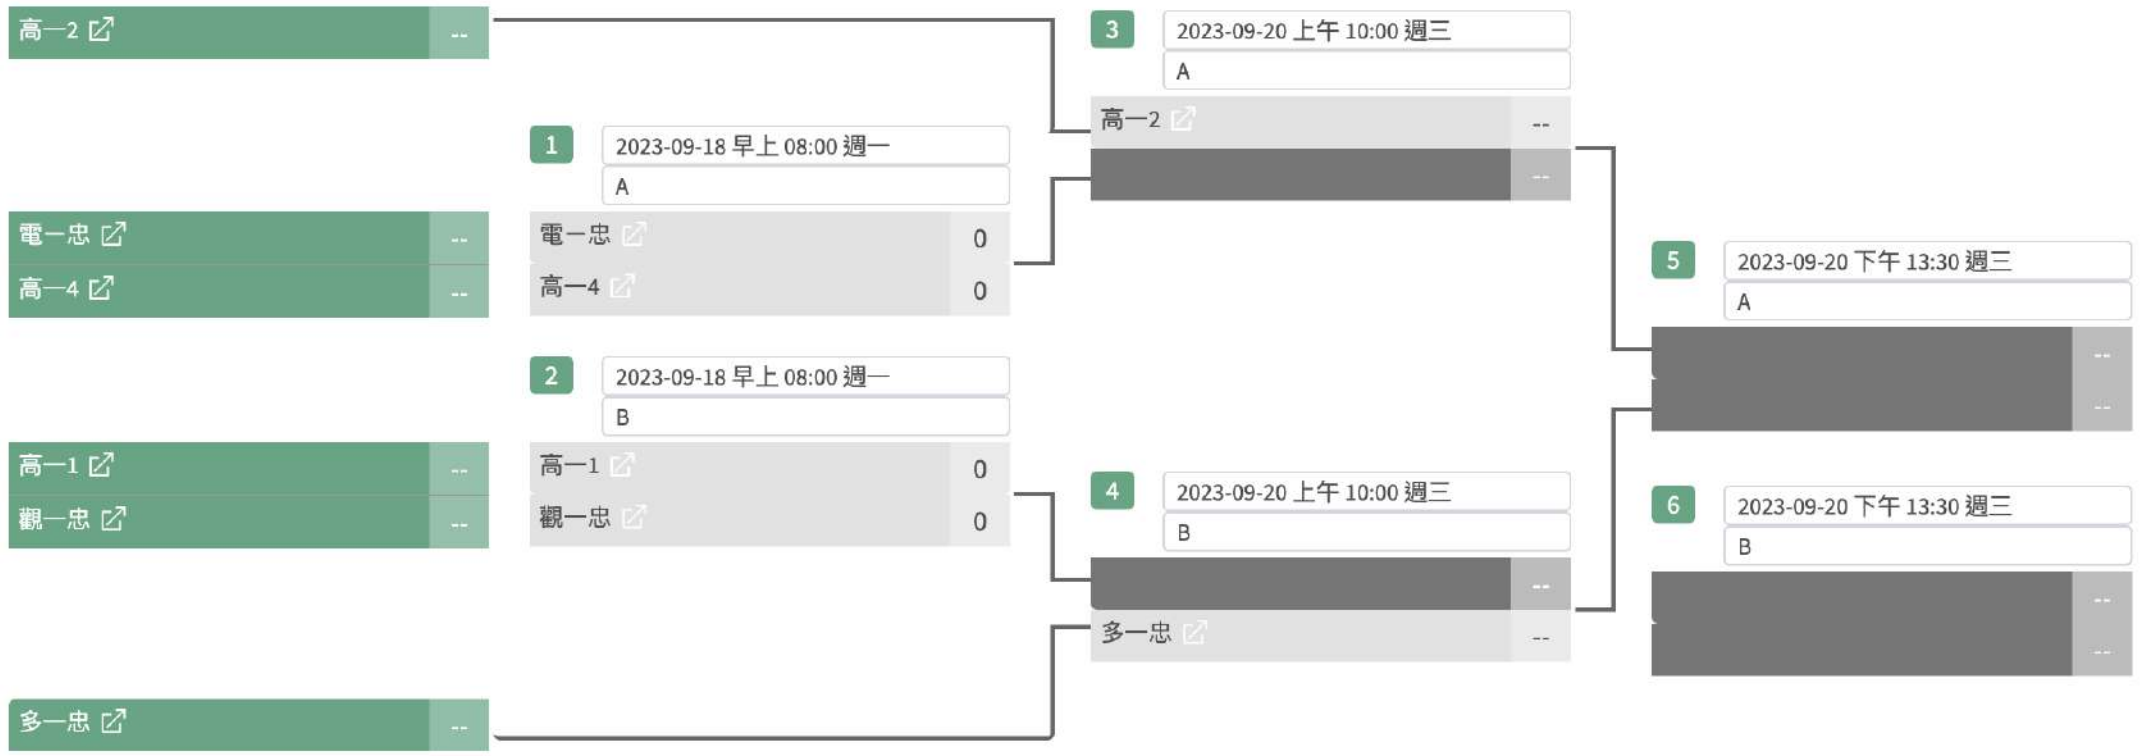 高一2
--
電一忠
--
高一4
--
高一1
--
觀一忠
--
多一忠
--
1
2023-09-18 早上 08:00 週一
A
電一忠
0
高一4
0
2
2023-09-18 早上 08:00 週一
B
高一1
0
觀一忠
0
3
2023-09-20 上午 10:00 週三
A
高一2
--
--
4
2023-09-20 上午 10:00 週三
B
--
多一忠
--
5
2023-09-20 下午 13:30 週三
A
--
--
6
2023-09-20 下午 13:30 週三
B
--
--